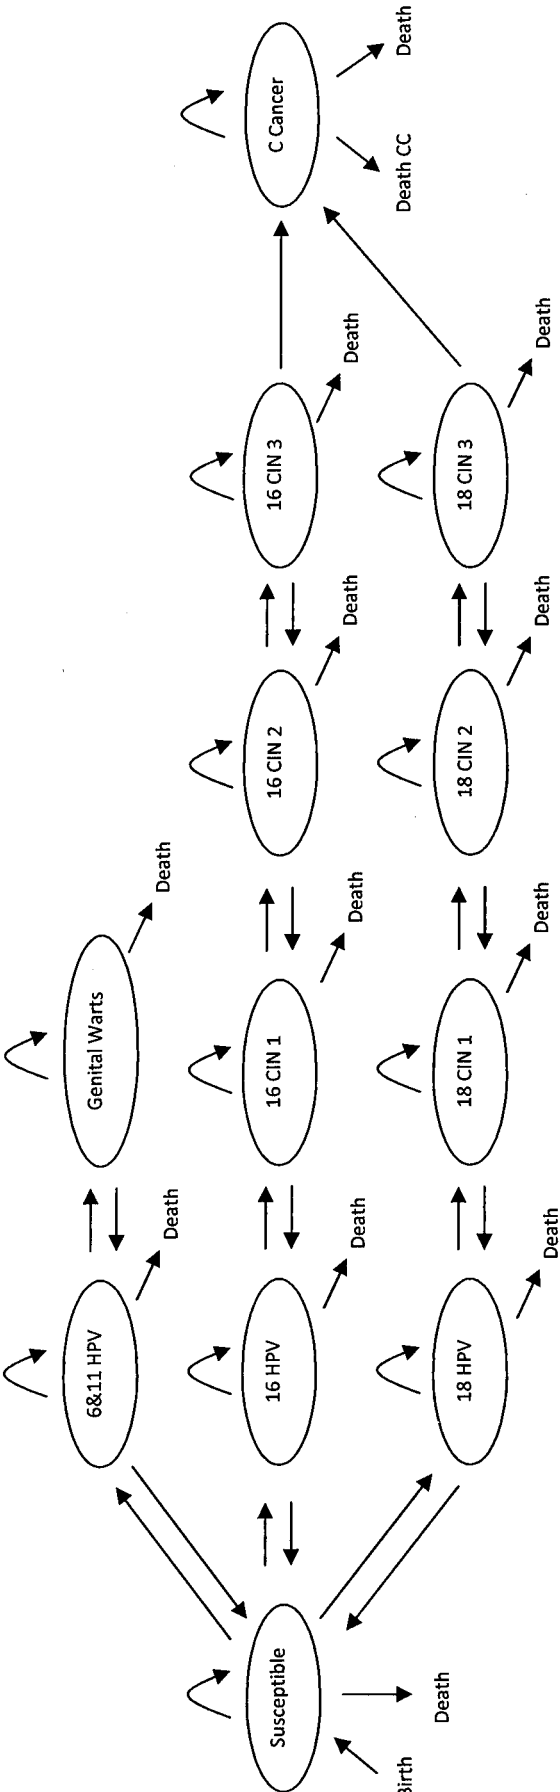 6&11 HPV
Genital Warts
Death
Death
Susceptible
16 HPV
16 CIN 1
16 CIN 2
16 CIN 3
C Cancer
Death
Death
Death
Death
Death CC
Death
Birth
Death
18 HPV
18 CIN 1
18 CIN 2
18 CIN 3
Death
Death
Death
Death